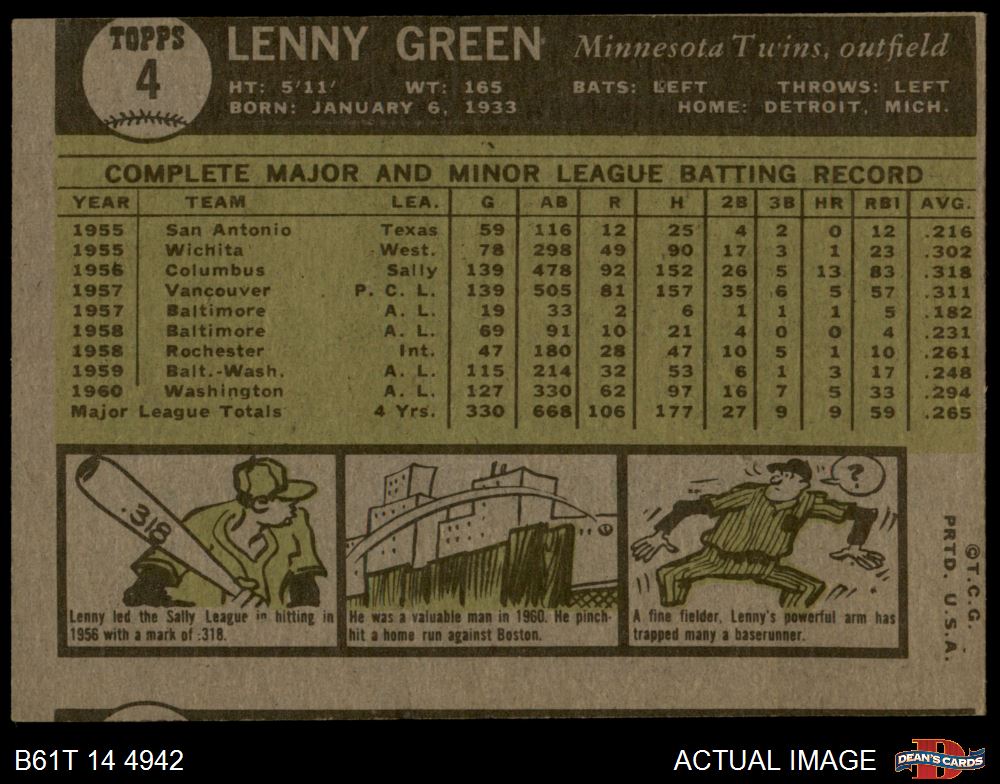 TOPPS
4
LENNY GREEN Minnesota Twins, outfield
HT: 5'11' WT: 165 BATS: LEFT THROWS: LEFT
BORN: JANUARY 6, 1933 HOME: DETROIT, MICH.
COMPLETE MAJOR AND MINOR LEAGUE BATTING RECORD
YEAR TEAM LEA. G AB R H 2B 3B HR RBI AVG.
1955 San Antonio Texas 59 116 12 25 4 2 0 12 .216
1955 Wichita West. 78 298 49 90 17 3 1 23 .302
1956 Columbus Sally 139 478 92 152 26 5 13 83 .318
1957 Vancouver P. C. L. 139 505 81 157 35 6 5 57 .311
1957 Baltimore A. L. 19 33 2 6 1 1 1 5 .182
1958 Baltimore A. L. 69 91 10 21 4 0 0 4 .231
1958 Rochester Int. 47 180 28 47 10 5 1 10 .261
1959 Balt.-Wash. A. L. 115 214 32 53 6 1 3 17 .248
1960 Washington A. L. 127 330 62 97 16 7 5 33 .294
Major League Totals 4 Yrs. 330 668 106 177 27 9 9 59 .265
.318
Lenny led the Sally League in hitting in
1956 with a mark of .318.
He was a valuable man in 1960. He pinch-
hit a home run against Boston.
?
A fine fielder, Lenny's powerful arm has
trapped many a baserunner.
©T.C.G.
PRTD. U.S.A.
B61T 14 4942
ACTUAL IMAGE
DEAN'S CARDS